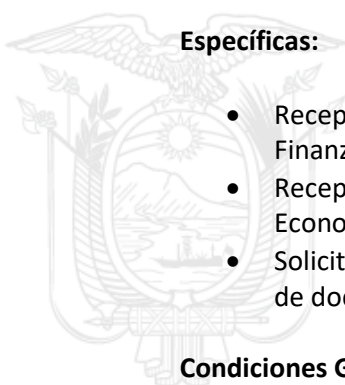 Específicas:
• Recep
Finanz
• Recep
Econo
• Solicit
de doc
Condiciones G